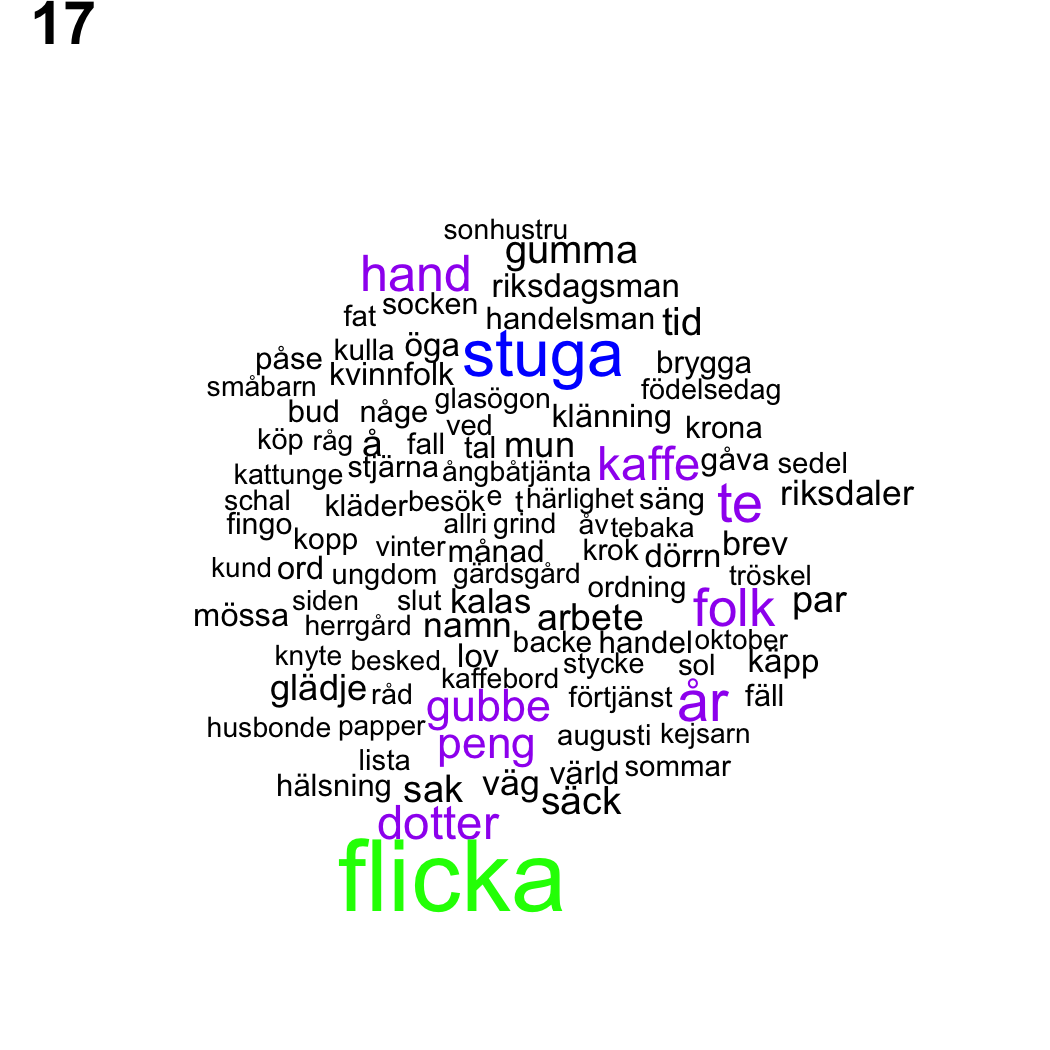 17
sonhustru
gumma
hand riksdagsman
fat socken handelsman tid
påse kulla öga stuga brygga
småbarn kvinnfolk födelsedag
glasögon
bud någe ved klänning krona
köp råg å fall tal mun
kattunge stjärna ångbåtjänta kaffe gåva sedel
schal kläder besök e t härlighet säng te riksdaler
fingo allri grind åv tebaka
kopp vinter månad krok dörrn brev
kund ord ungdom gärdsgård ordning tröskel
mössa siden slut kalas arbete folk par
herrgård namn backe handel oktober
knyte besked lov stycke sol käpp
kaffebord
glädje råd gubbe förtjänst år fäll
husbonde papper peng augusti kejsarn
lista
hälsning sak väg värld sommar
säck
dotter
flicka